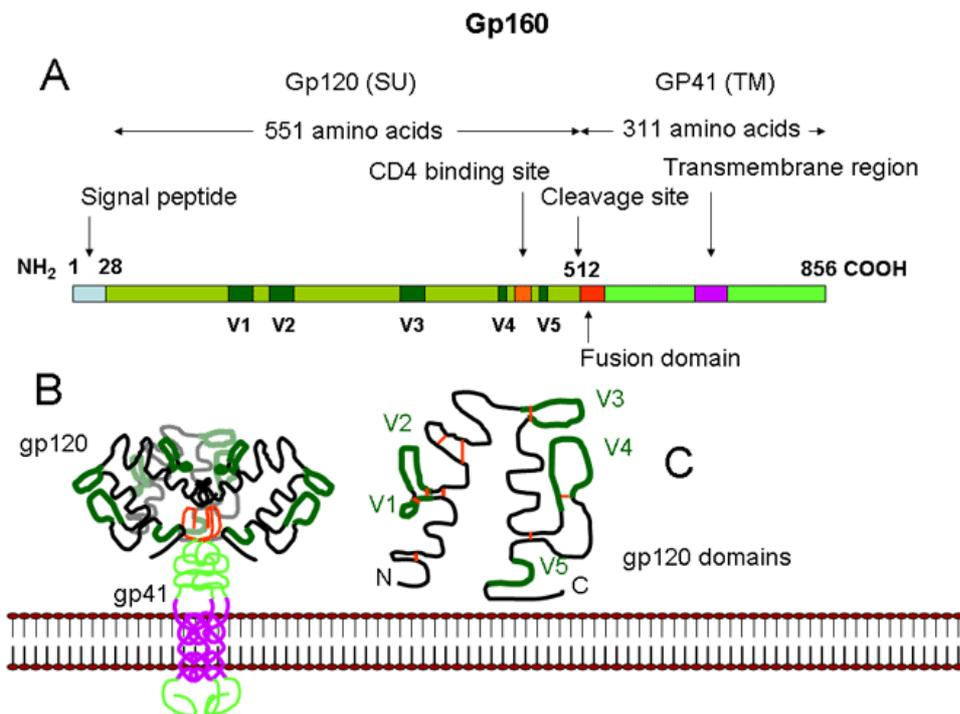 Gp160
A
Gp120 (SU) GP41 (TM)
551 amino acids 311 amino acids
CD4 binding site Transmembrane region
Signal peptide Cleavage site
NH2 1 28 512 856 COOH
V1 V2 V3 V4 V5
Fusion domain
B
gp120 V2 V3
V4
C
V1
V5 gp120 domains
N C
gp41